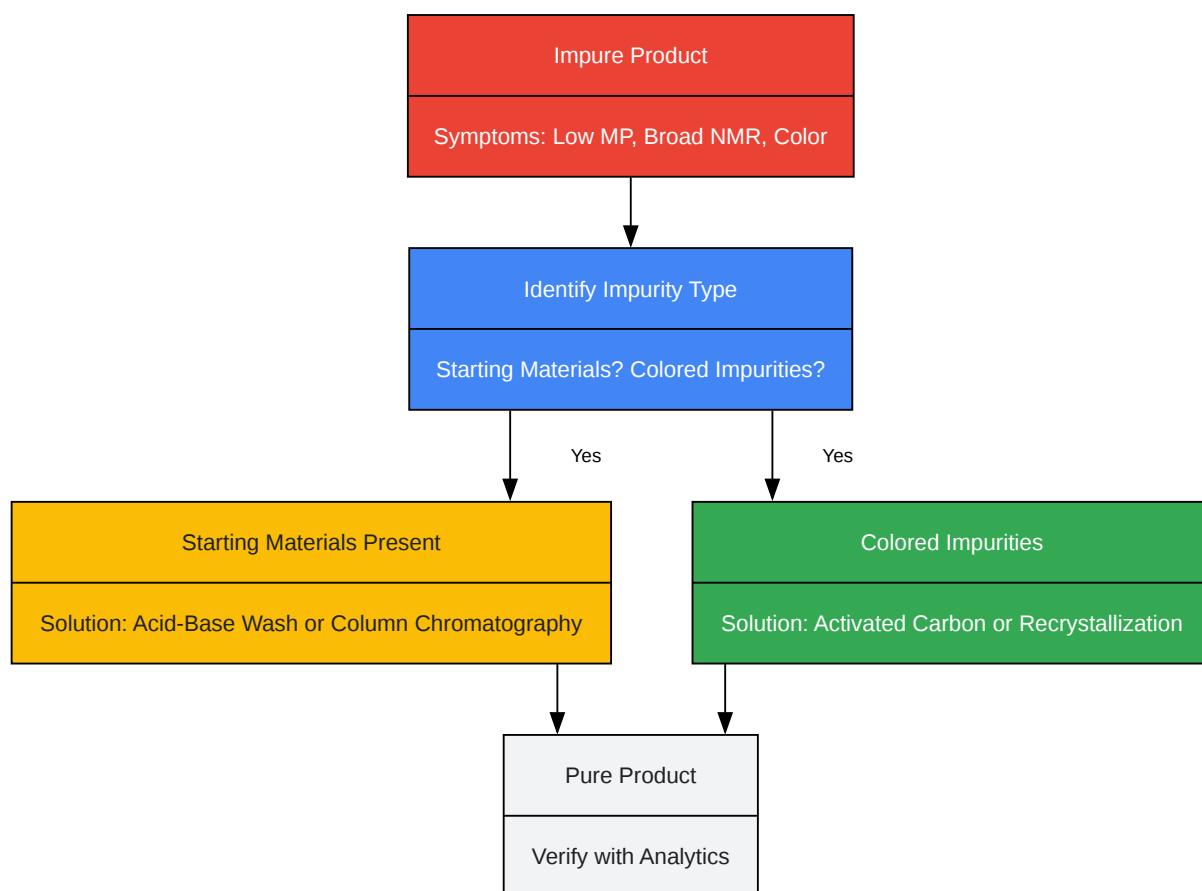 Impure Product
Symptoms: Low MP, Broad NMR, Color
Identify Impurity Type
Starting Materials? Colored Impurities?
Yes
Yes
Starting Materials Present
Solution: Acid-Base Wash or Column Chromatography
Colored Impurities
Solution: Activated Carbon or Recrystallization
Pure Product
Verify with Analytics